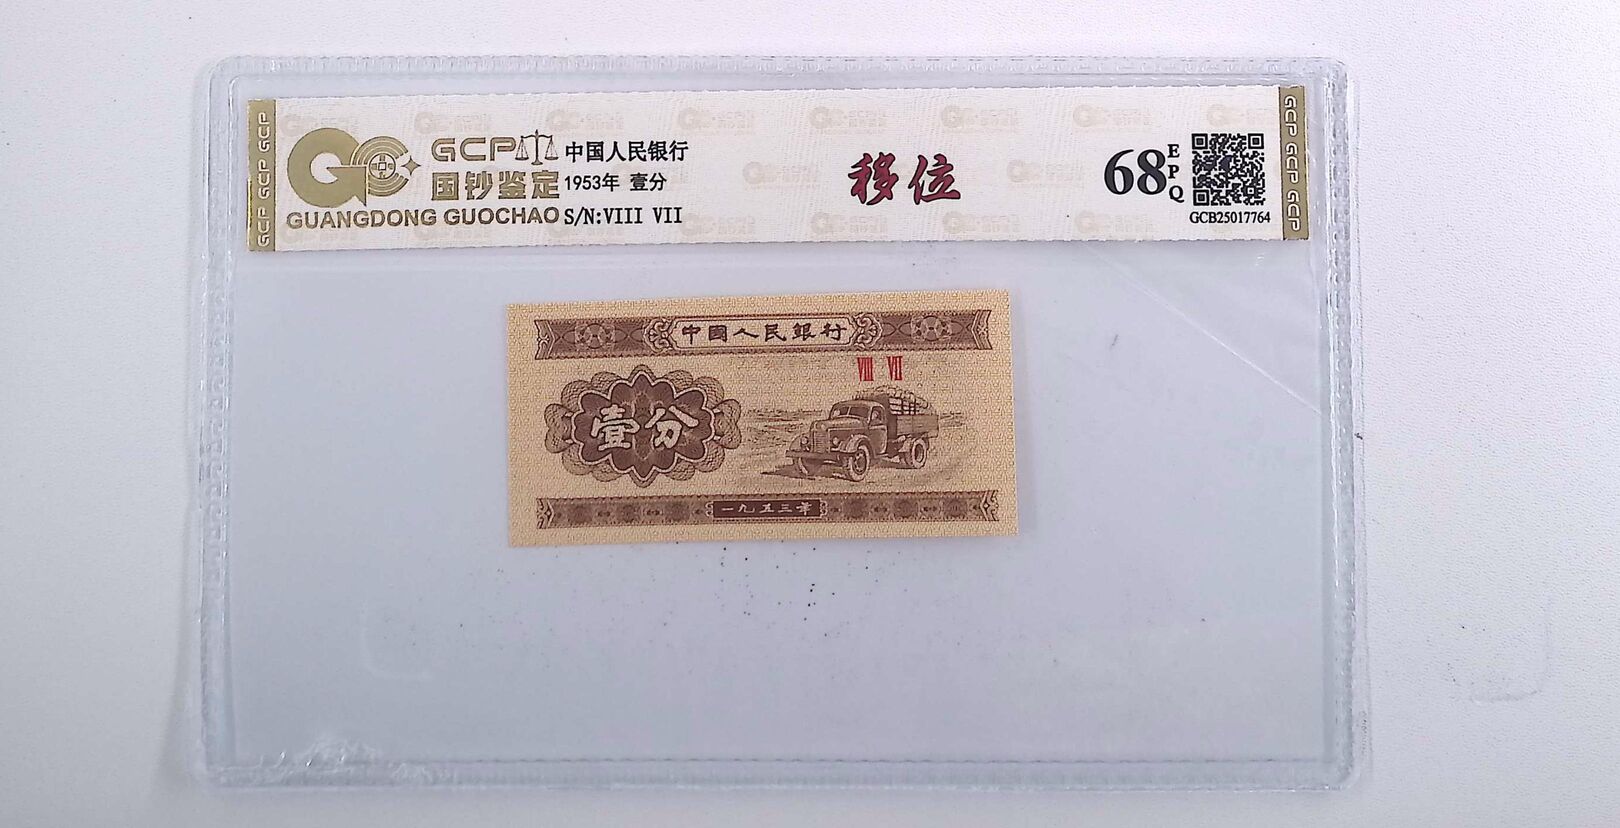 GCP GCP GCP
GCP
国钞鉴定
GUANGDONG GUOCHAO
中国人民银行
1953年 壹分
S/N:VIII VII
移位
68
EPQ
GCB25017764
GCP GCP GCP
中國人民銀行
VIII VII
壹分
一九五三年